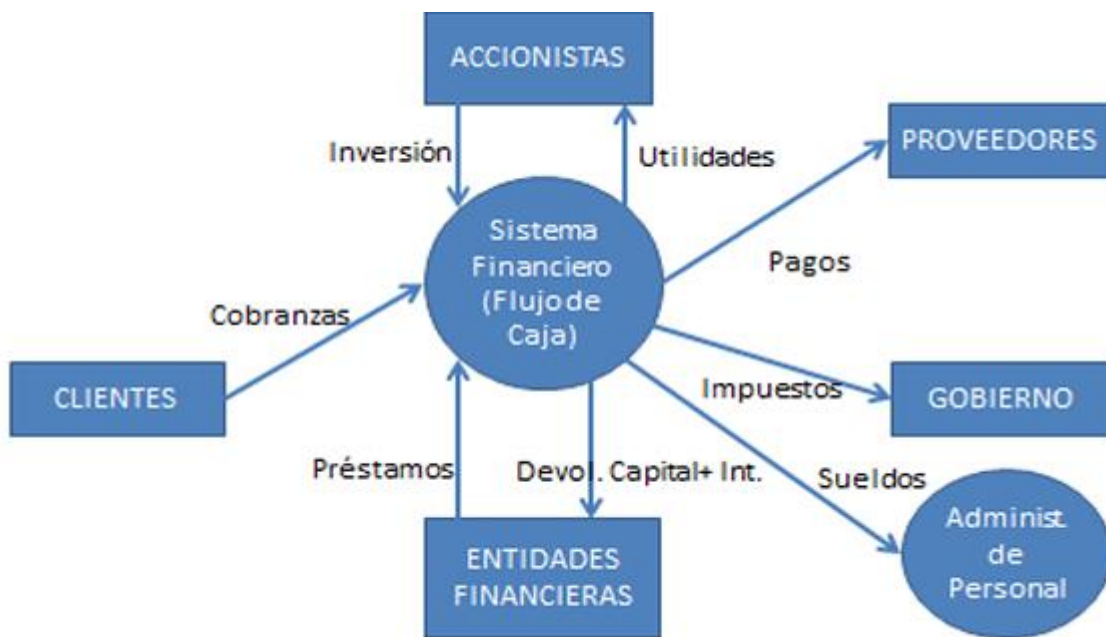 ACCIONISTAS
Inversión
Utilidades
PROVEEDORES
Sistema
Financiero
(Flujo de
Caja)
Pagos
Cobranzas
CLIENTES
Impuestos
GOBIERNO
Préstamos
Devol. Capital+ Int.
Sueldos
ENTIDADES
FINANCIERAS
Administ.
de
Personal